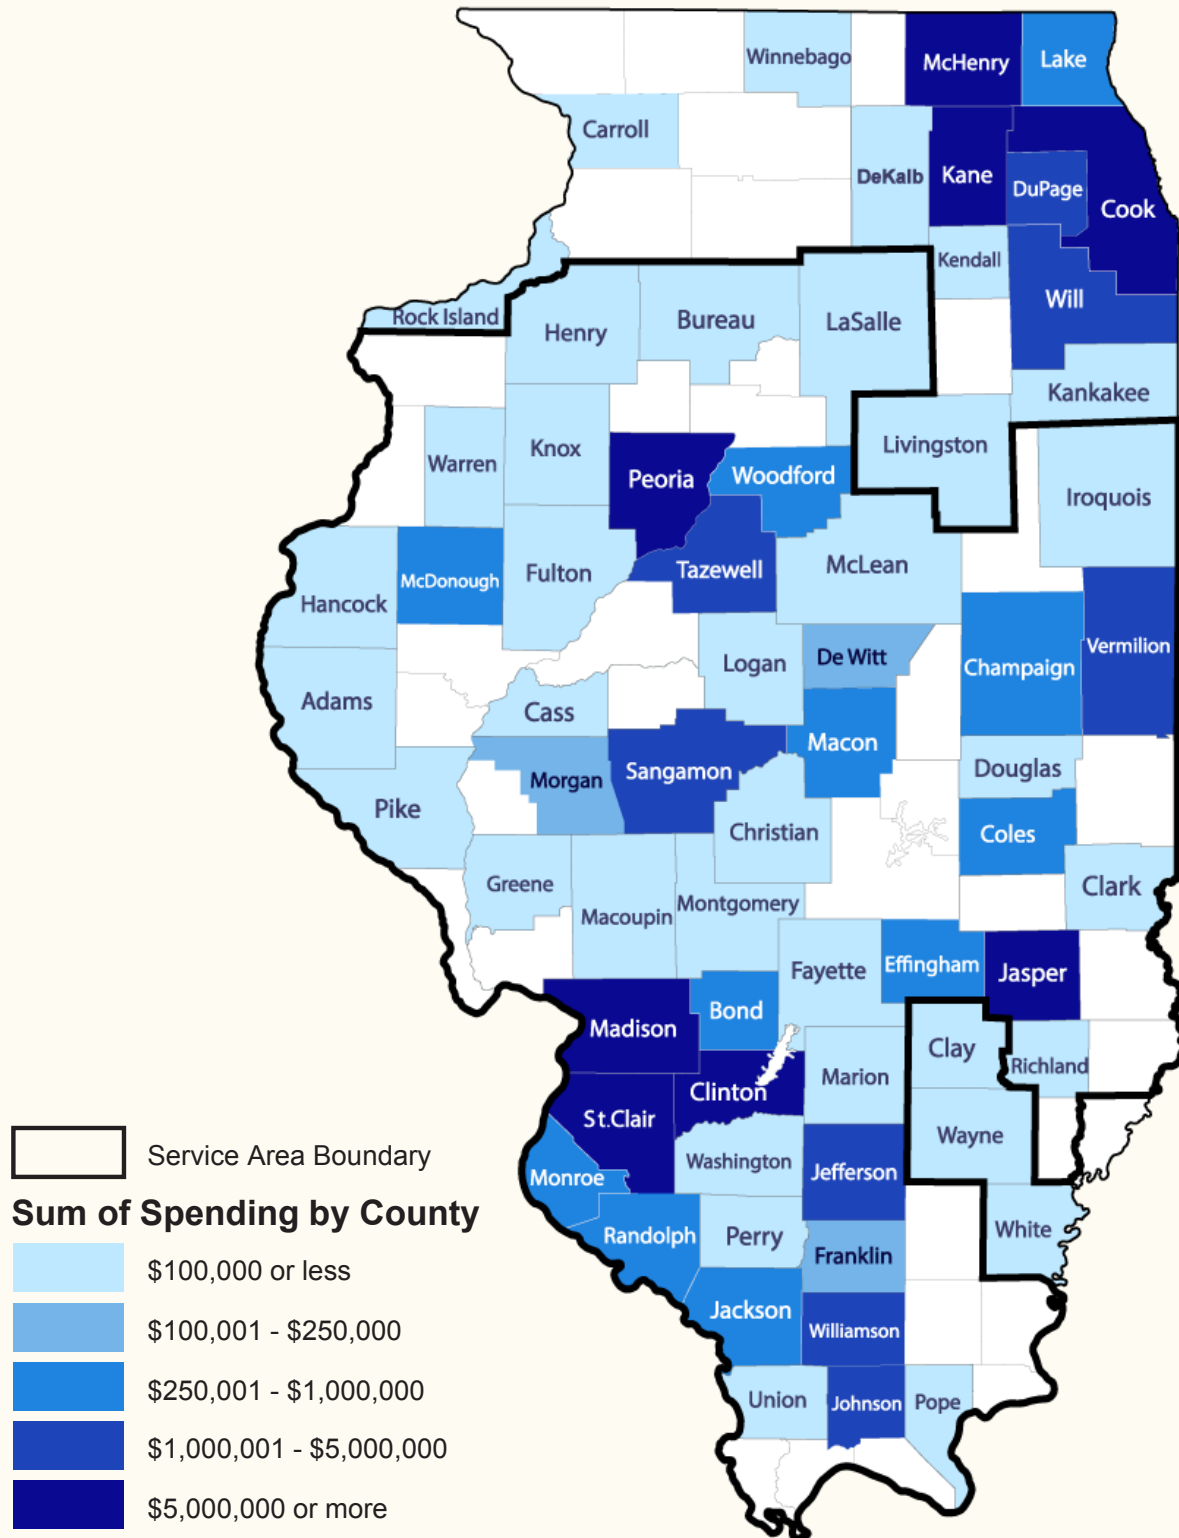 Winnebago
McHenry
Lake
Carroll
DeKalb
Kane
DuPage
Cook
Kendall
Rock Island
Henry
Bureau
LaSalle
Will
Kankakee
Warren
Knox
Peoria
Woodford
Livingston
Iroquois
Hancock
McDonough
Fulton
Tazewell
McLean
Adams
Logan
De Witt
Champaign
Vermilion
Cass
Pike
Morgan
Sangamon
Macon
Douglas
Christian
Coles
Greene
Macoupin
Montgomery
Clark
Fayette
Effingham
Jasper
Madison
Bond
Clay
Richland
St.Clair
Clinton
Marion
Wayne
Monroe
Washington
Jefferson
Randolph
Perry
Franklin
White
Jackson
Williamson
Union
Johnson
Pope
Service Area Boundary
Sum of Spending by County
$100,000 or less
$100,001 - $250,000
$250,001 - $1,000,000
$1,000,001 - $5,000,000
$5,000,000 or more